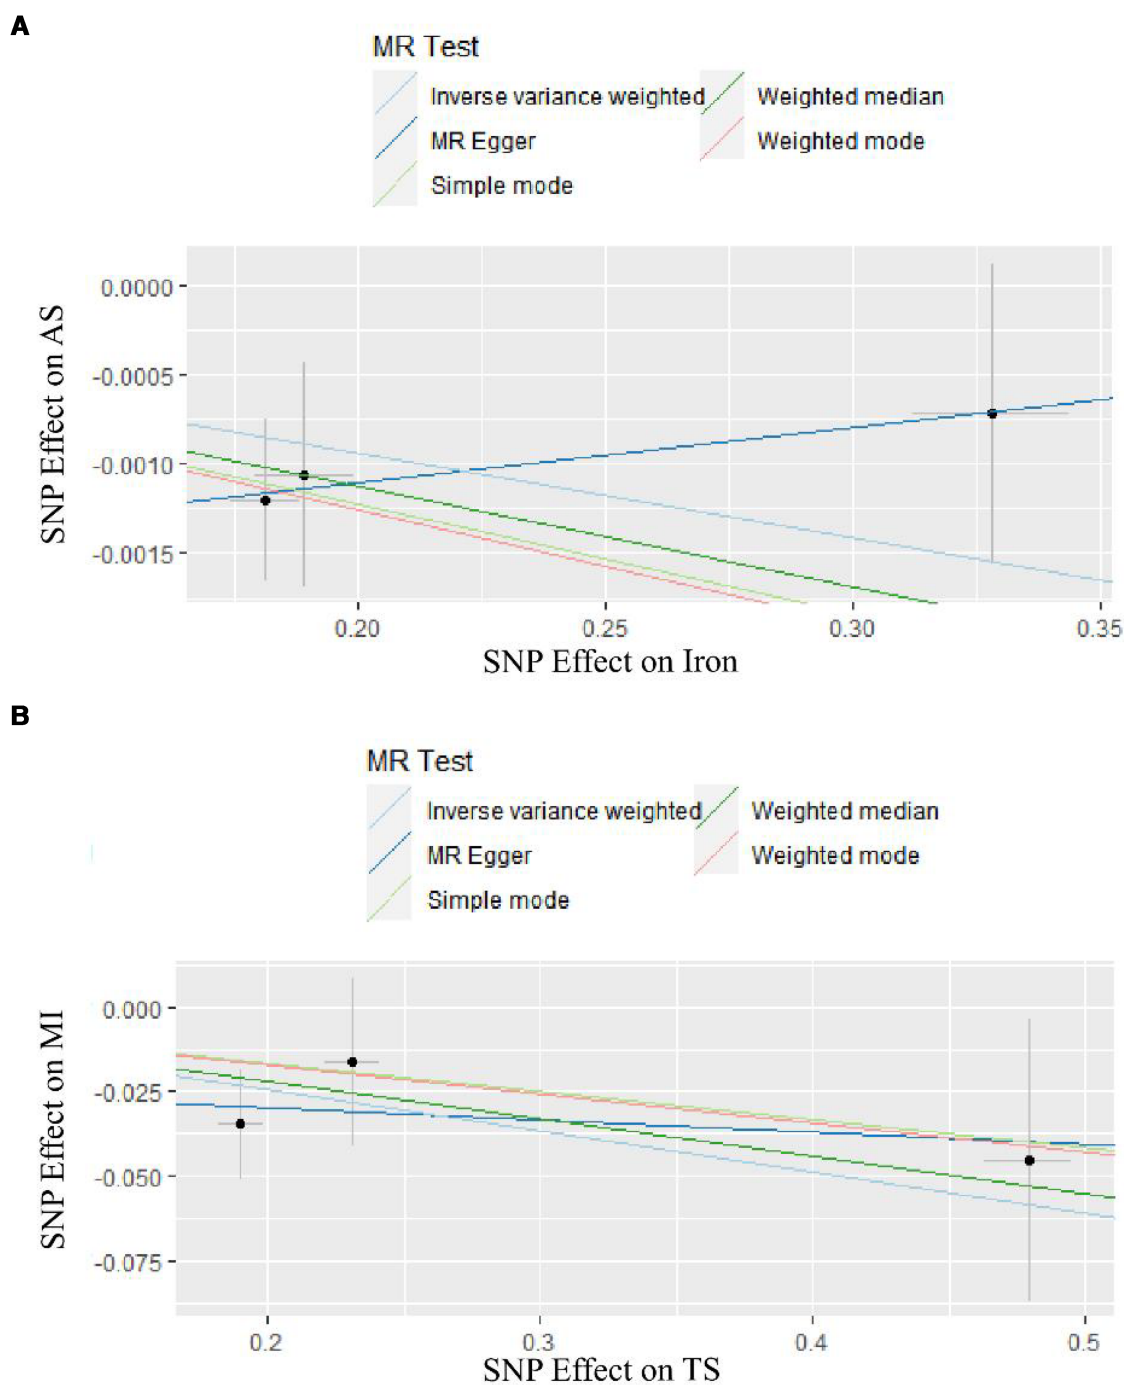 A
MR Test
Inverse variance weighted
Weighted median
MR Egger
Weighted mode
Simple mode
SNP Effect on AS
0.0000
-0.0005
-0.0010
-0.0015
0.20 0.25 0.30 0.35
SNP Effect on Iron
B
MR Test
Inverse variance weighted
Weighted median
MR Egger
Weighted mode
Simple mode
SNP Effect on MI
0.000
-0.025
-0.050
-0.075
0.2 0.3 0.4 0.5
SNP Effect on TS